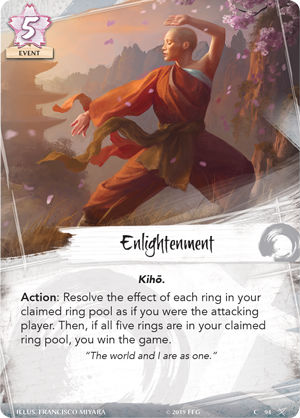 5
EVENT
Enlightenment
Kihō.
Action: Resolve the effect of each ring in your
claimed ring pool as if you were the attacking
player. Then, if all five rings are in your claimed
ring pool, you win the game.
“The world and I are as one.”
ILLUS. FRANCISCO MIYARA © 2019 FFG C 94